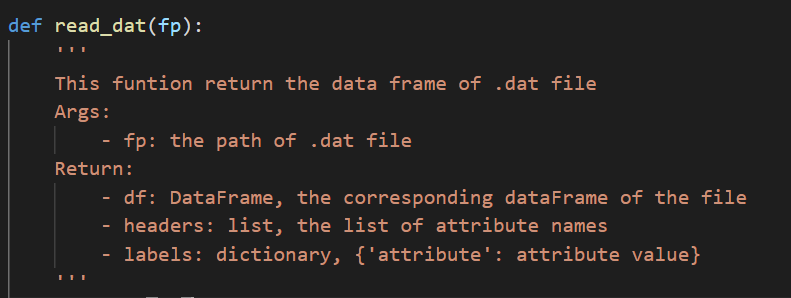 def read_dat(fp):
'''
This funtion return the data frame of .dat file
Args:
- fp: the path of .dat file
Return:
- df: DataFrame, the corresponding dataFrame of the file
- headers: list, the list of attribute names
- labels: dictionary, {'attribute': attribute value}
'''